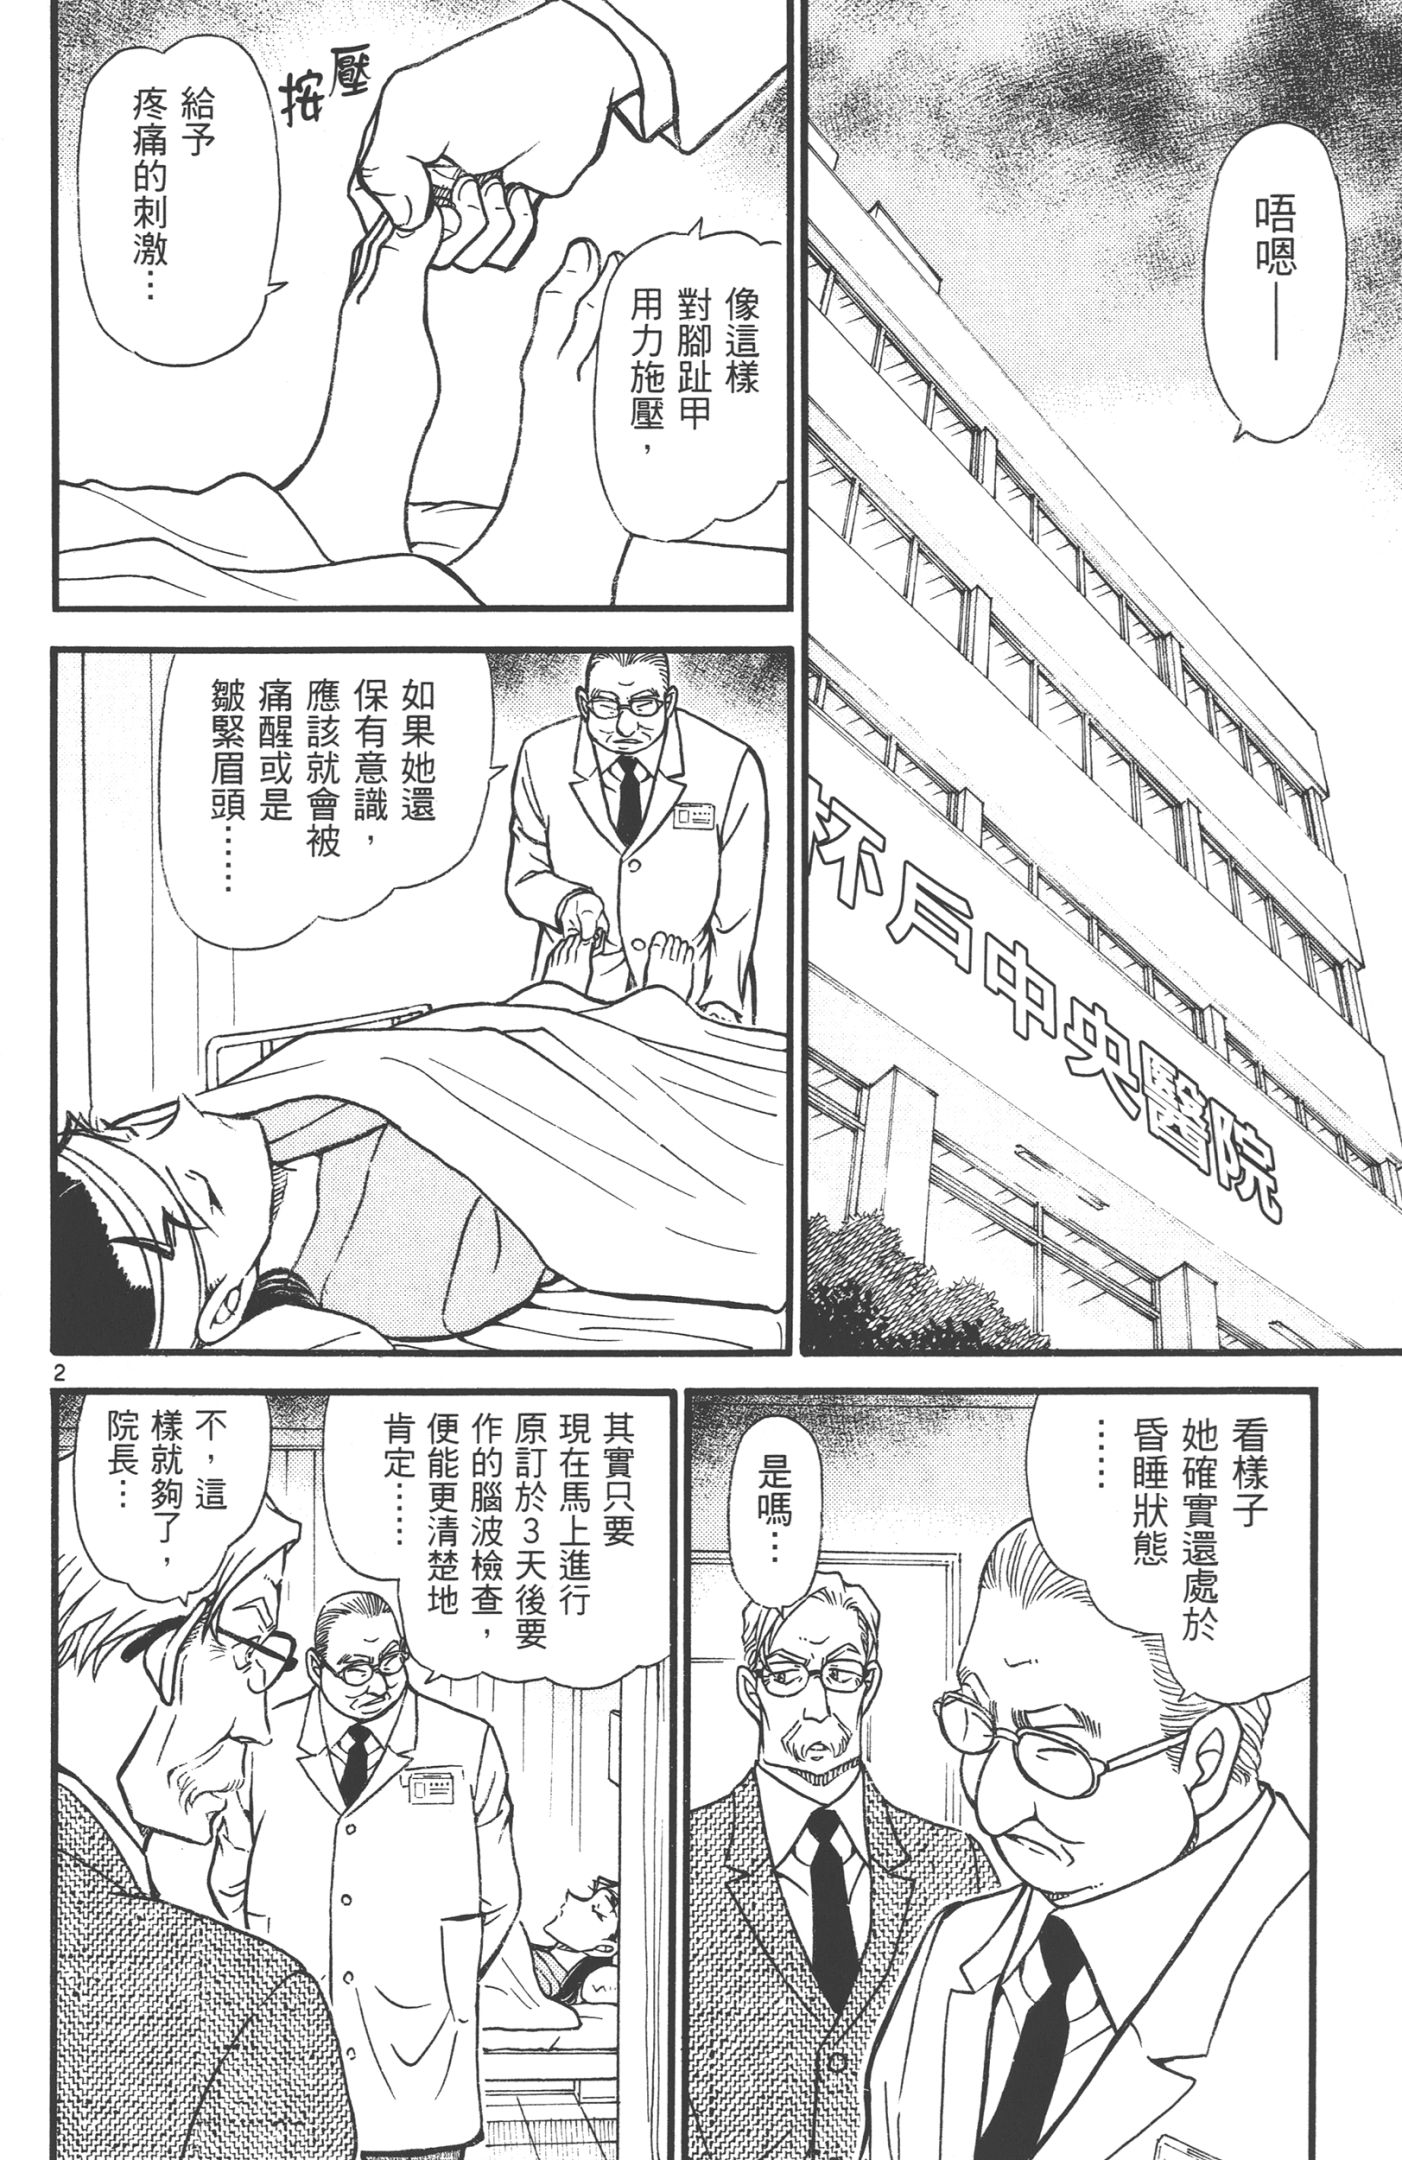 唔嗯——
杯戶中央醫院
像這樣
對腳趾甲
用力施壓，
按壓
給予
疼痛的刺激…
如果她還
保有意識，
應該就會被
痛醒或是
皺緊眉頭……
2
看樣子
她確實還處於
昏睡狀態
……
是嗎…
其實只要
現在馬上進行
原訂於3天後要
作的腦波檢查，
便能更清楚地
肯定……
不，這
樣就夠了，
院長…